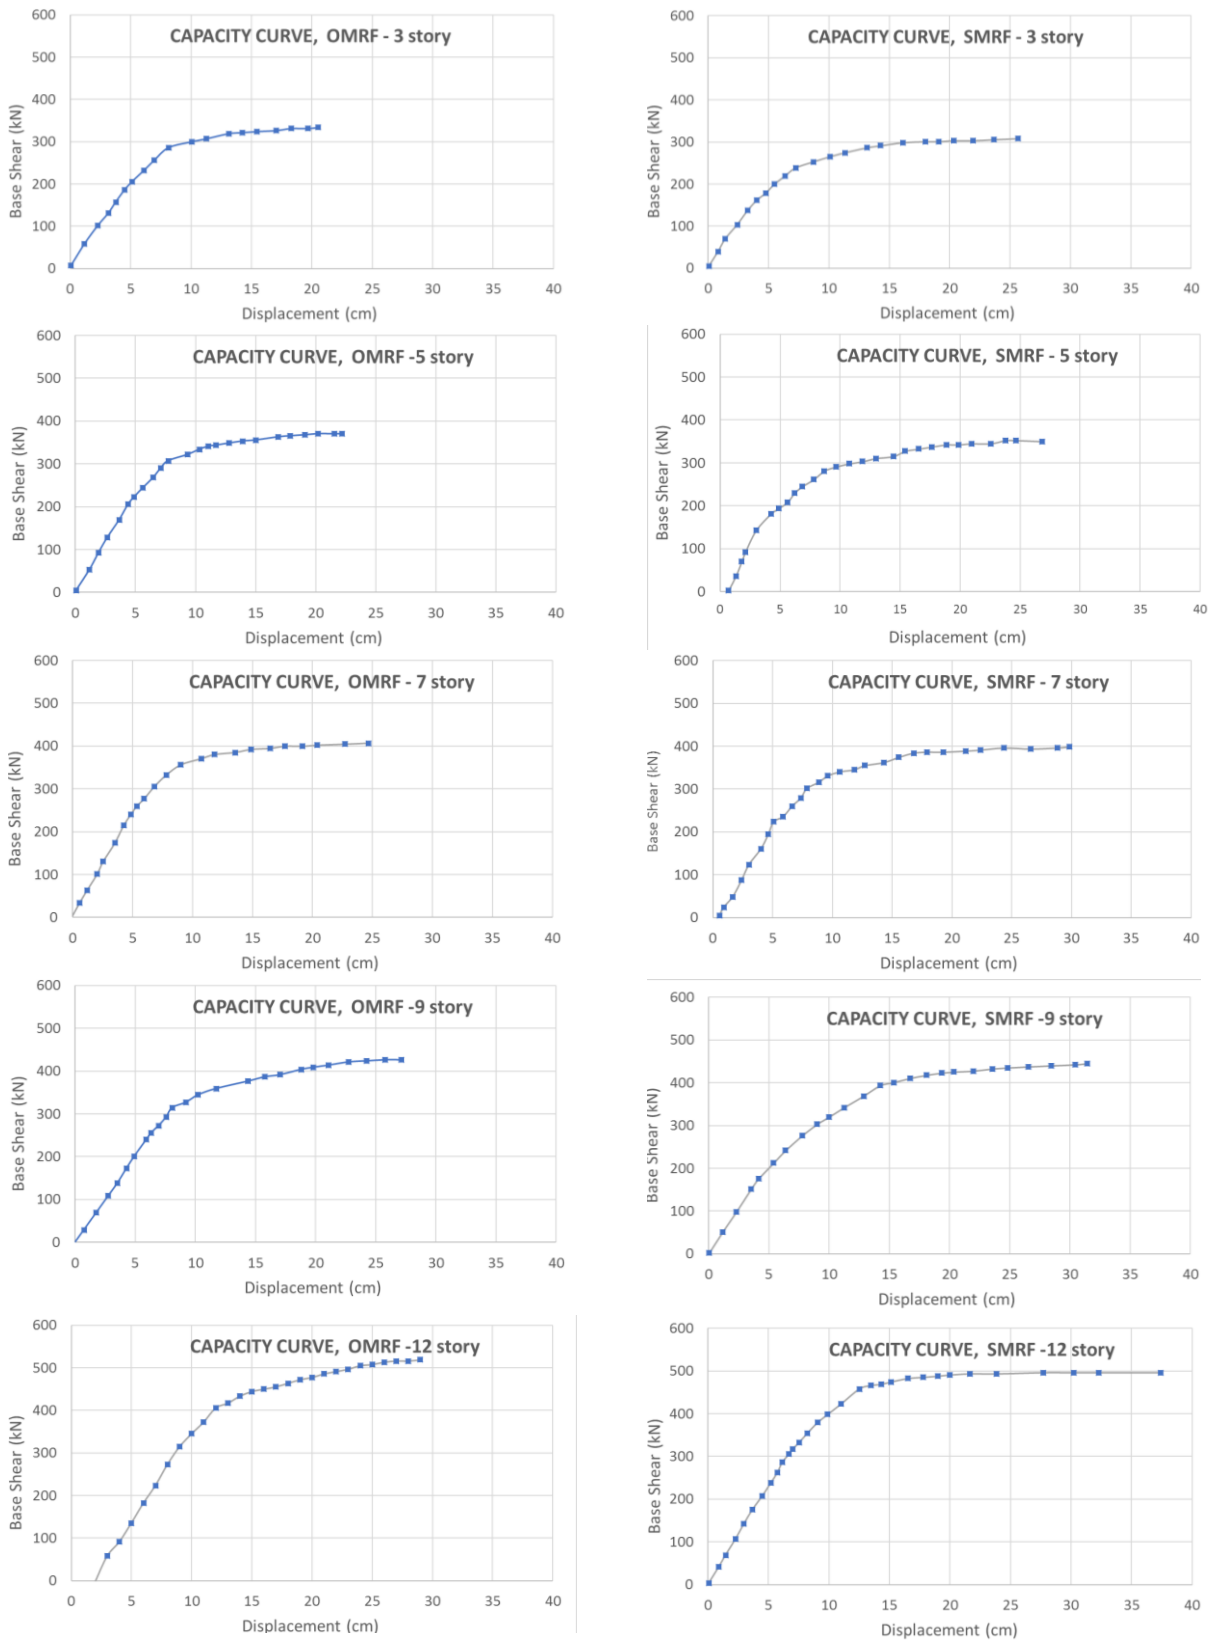 CAPACITY CURVE, OMRF - 3 story
600
500
400
300
200
100
0
Base Shear (kN)
0 5 10 15 20 25 30 35 40
Displacement (cm)
CAPACITY CURVE, SMRF - 3 story
600
500
400
300
200
100
0
Base Shear (kN)
0 5 10 15 20 25 30 35 40
Displacement (cm)
CAPACITY CURVE, OMRF -5 story
600
500
400
300
200
100
0
Base Shear (kN)
0 5 10 15 20 25 30 35 40
Displacement (cm)
CAPACITY CURVE, SMRF - 5 story
600
500
400
300
200
100
0
Base Shear (kN)
0 5 10 15 20 25 30 35 40
Displacement (cm)
CAPACITY CURVE, OMRF - 7 story
600
500
400
300
200
100
0
Base Shear (kN)
0 5 10 15 20 25 30 35 40
Displacement (cm)
CAPACITY CURVE, SMRF - 7 story
600
500
400
300
200
100
0
Base Shear (kN)
0 5 10 15 20 25 30 35 40
Displacement (cm)
CAPACITY CURVE, OMRF -9 story
600
500
400
300
200
100
0
Base Shear (kN)
0 5 10 15 20 25 30 35 40
Displacement (cm)
CAPACITY CURVE, SMRF -9 story
600
500
400
300
200
100
0
Base Shear (kN)
0 5 10 15 20 25 30 35 40
Displacement (cm)
CAPACITY CURVE, OMRF -12 story
600
500
400
300
200
100
0
Base Shear (kN)
0 5 10 15 20 25 30 35 40
Displacement (cm)
CAPACITY CURVE, SMRF -12 story
600
500
400
300
200
100
0
Base Shear (kN)
0 5 10 15 20 25 30 35 40
Displacement (cm)